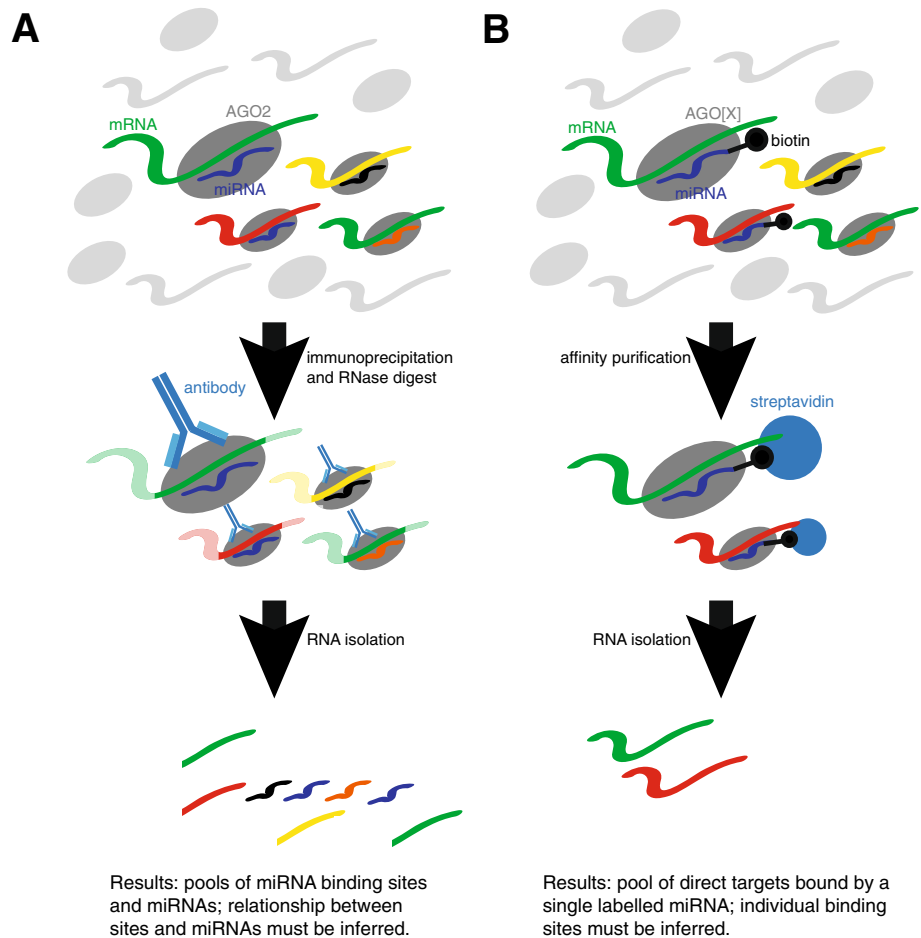 A
AGO2
mRNA
miRNA
immunoprecipitation
and RNase digest
antibody
RNA isolation
Results: pools of miRNA binding sites
and miRNAs; relationship between
sites and miRNAs must be inferred.
B
AGO[X]
mRNA
biotin
miRNA
affinity purification
streptavidin
RNA isolation
Results: pool of direct targets bound by a
single labelled miRNA; individual binding
sites must be inferred.